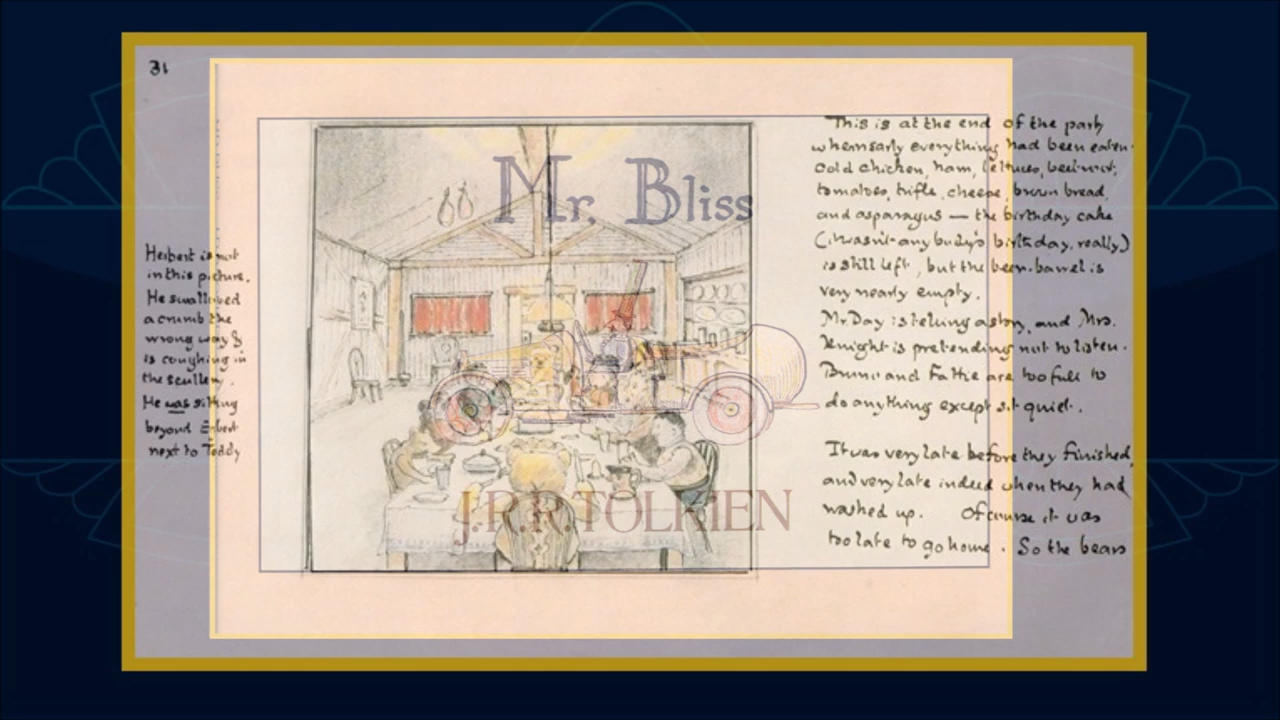 31
Mr. Bliss
J.R.R. TOLKIEN
Herbert is not
in this picture.
He swallowed
a crumb the
wrong way &
is coughing in
the scullery.
He was sitting
beyond Egbert
next to Teddy
This is at the end of the party
when nearly everything had been eaten.
Cold chicken, ham, lettuces, beet-root,
tomatoes, trifle, cheese, brown bread,
and asparagus — the birthday cake
(it wasn't anybody's birthday, really)
is still left, but the beer-barrel is
very nearly empty.
Mr. Day is telling a story, and Mrs.
Knight is pretending not to listen.
Bruno and Fattie are too full to
do anything except sit quiet.
It was very late before they finished,
and very late indeed when they had
washed up. Of course it was
too late to go home. So the bears